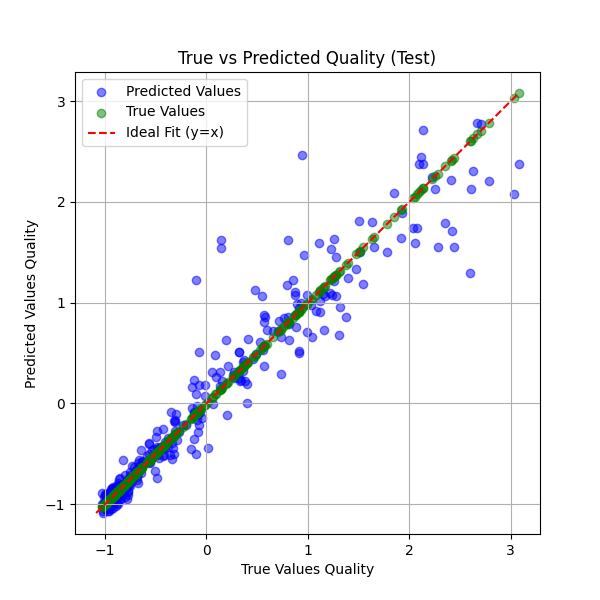 True vs Predicted Quality (Test)
Predicted Values
True Values
Ideal Fit (y=x)
Predicted Values Quality
3
2
1
0
−1
−1
0
1
2
3
True Values Quality